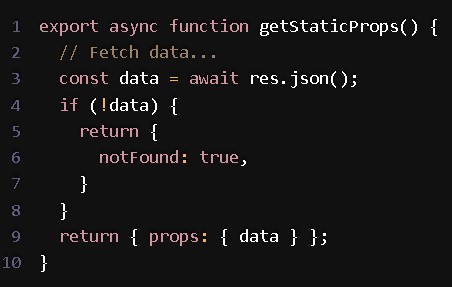 1 export async function getStaticProps() {
2   // Fetch data...
3   const data = await res.json();
4   if (!data) {
5     return {
6       notFound: true,
7     }
8   }
9   return { props: { data } };
10 }